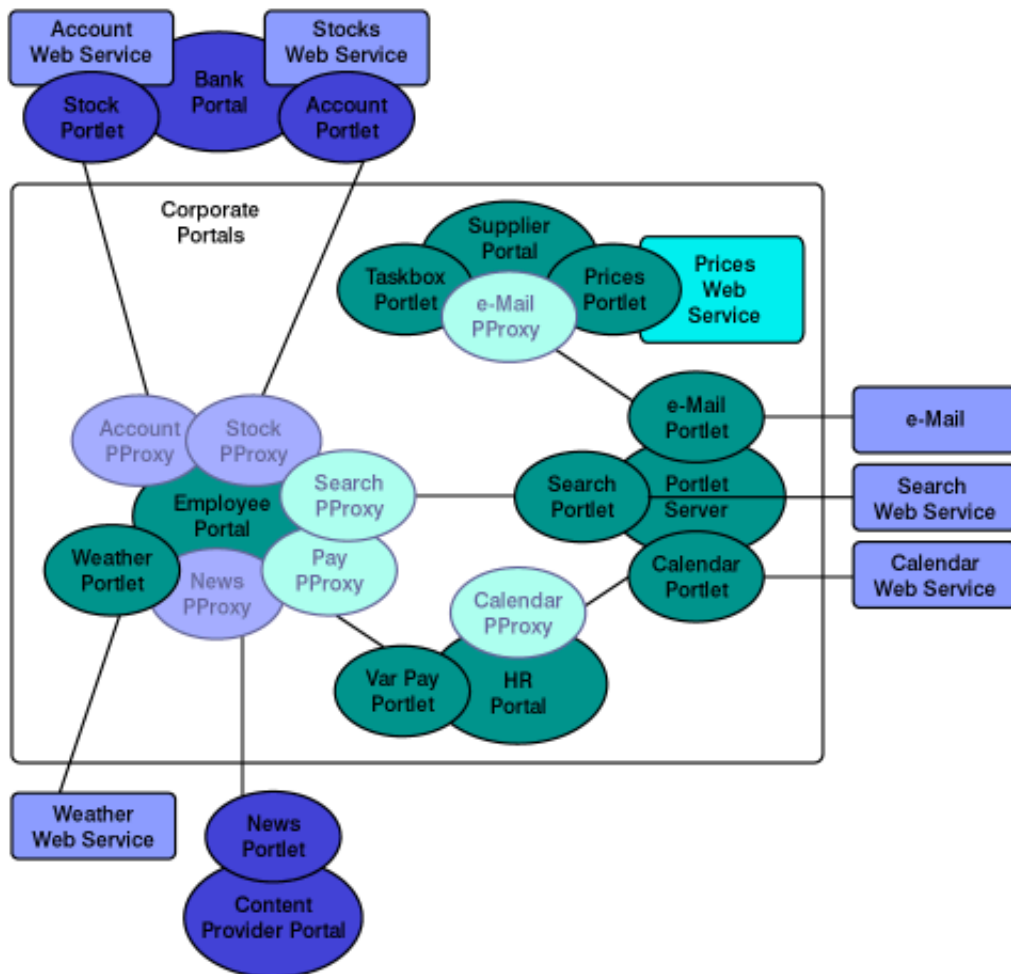 Account
Web Service
Stocks
Web Service
Bank
Portal
Stock
Portlet
Account
Portlet
Corporate
Portals
Supplier
Portal
Taskbox
Portlet
Prices
Portlet
Prices
Web
Service
e-Mail
PProxy
e-Mail
Portlet
e-Mail
Account
PProxy
Stock
PProxy
Search
PProxy
Search
Portlet
Portlet
Server
Search
Web Service
Employee
Portal
Weather
Portlet
News
PProxy
Pay
PProxy
Calendar
Portlet
Calendar
Web Service
Calendar
PProxy
Var Pay
Portlet
HR
Portal
Weather
Web Service
News
Portlet
Content
Provider Portal